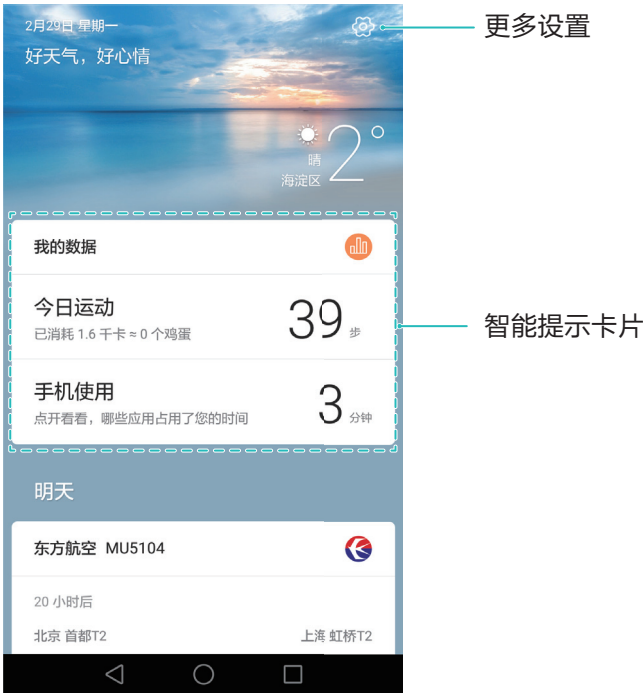 2月29日 星期一
更多设置
好天气，好心情
2°
晴
海淀区
我的数据
今日运动
39 步
已消耗 1.6 千卡 ≈ 0 个鸡蛋
智能提示卡片
手机使用
3 分钟
点开看看，哪些应用占用了您的时间
明天
东方航空 MU5104
20 小时后
北京 首都T2 上海 虹桥T2